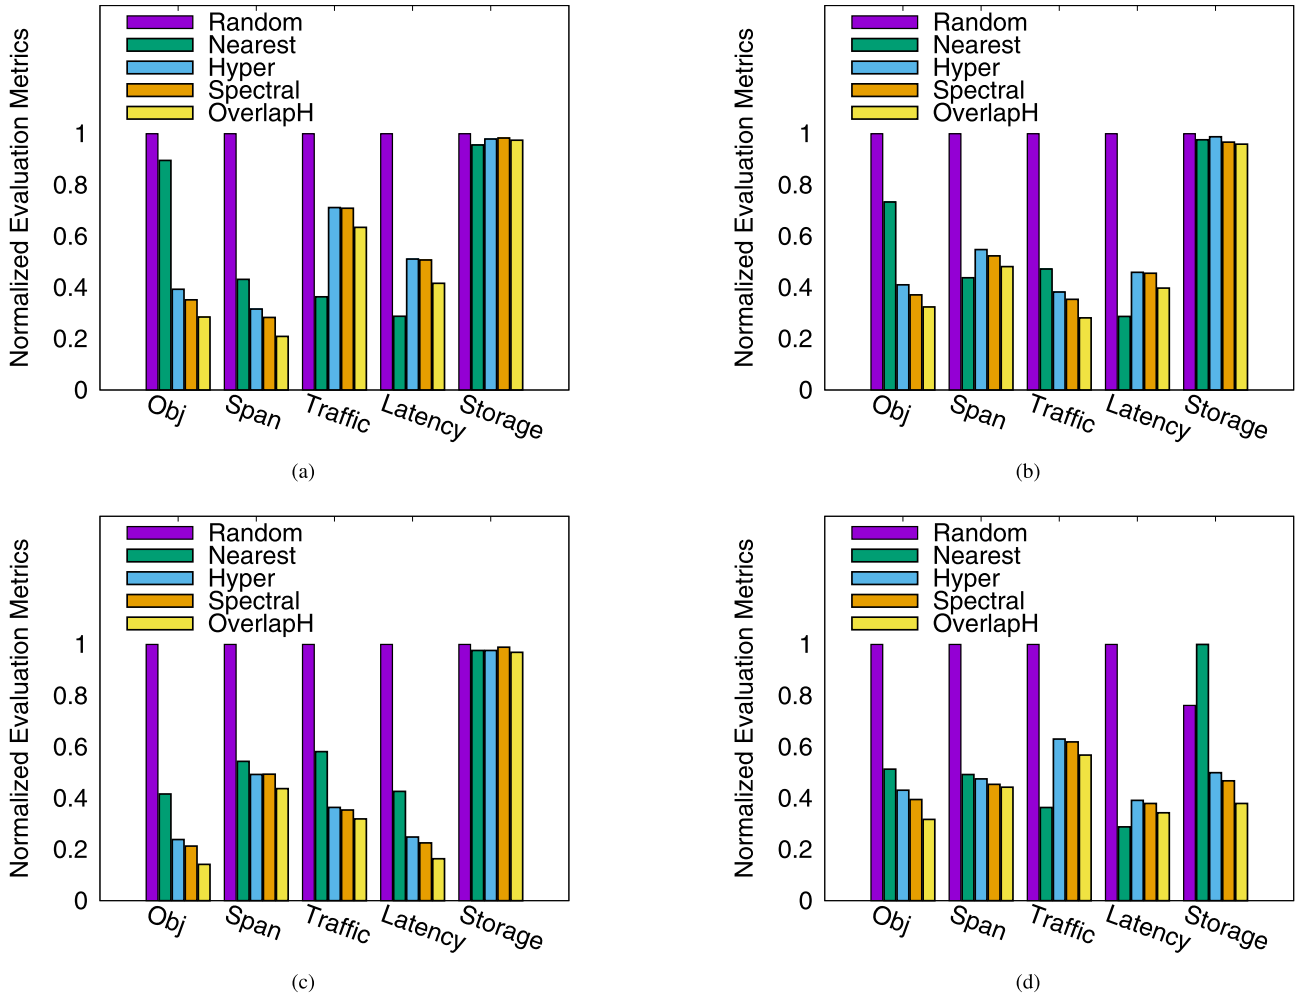 Normalized Evaluation Metrics
Random
Nearest
Hyper
Spectral
OverlapH
1
0.8
0.6
0.4
0.2
0
Obj Span Traffic Latency Storage
(a)
Normalized Evaluation Metrics
Random
Nearest
Hyper
Spectral
OverlapH
1
0.8
0.6
0.4
0.2
0
Obj Span Traffic Latency Storage
(b)
Normalized Evaluation Metrics
Random
Nearest
Hyper
Spectral
OverlapH
1
0.8
0.6
0.4
0.2
0
Obj Span Traffic Latency Storage
(c)
Normalized Evaluation Metrics
Random
Nearest
Hyper
Spectral
OverlapH
1
0.8
0.6
0.4
0.2
0
Obj Span Traffic Latency Storage
(d)